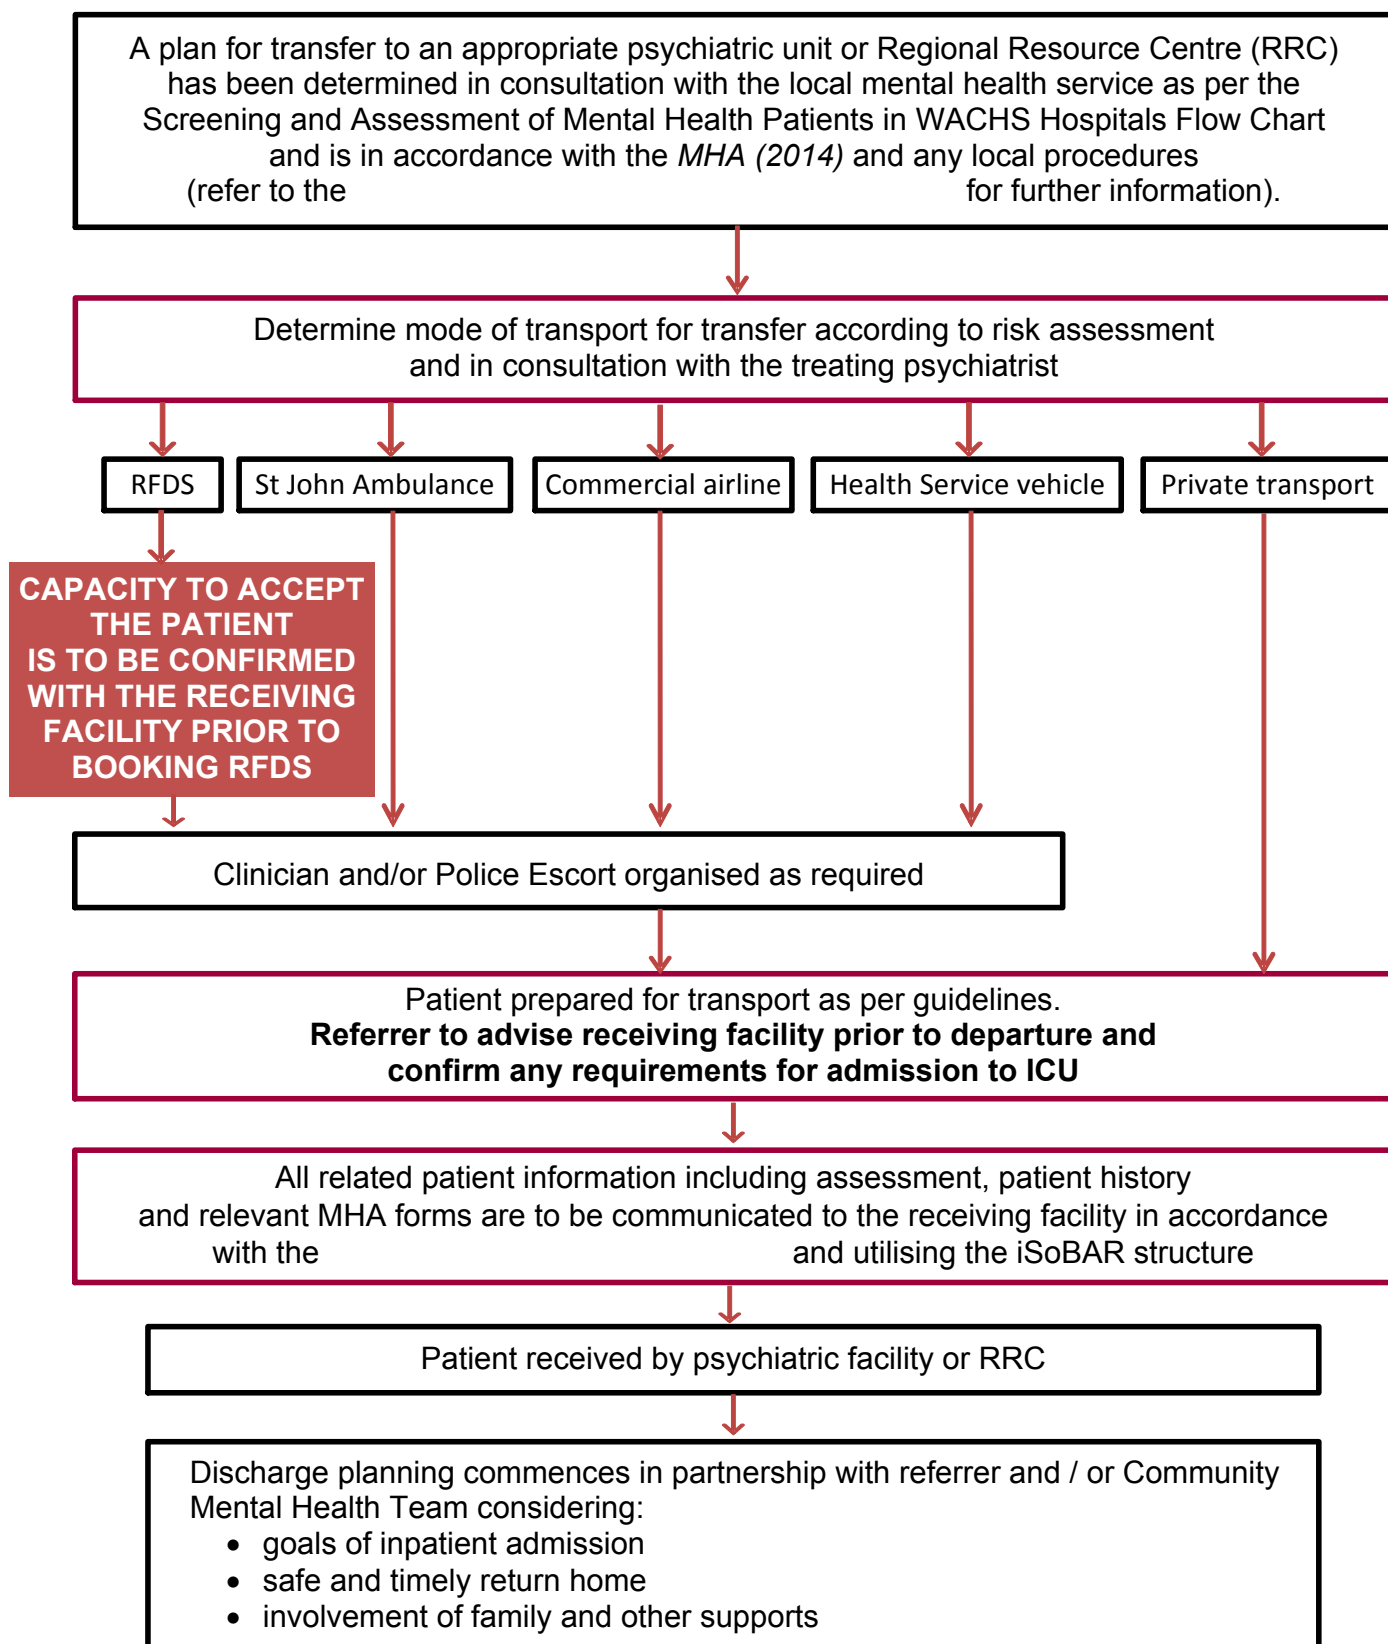 A plan for transfer to an appropriate psychiatric unit or Regional Resource Centre (RRC)
has been determined in consultation with the local mental health service as per the
Screening and Assessment of Mental Health Patients in WACHS Hospitals Flow Chart
and is in accordance with the MHA (2014) and any local procedures
(refer to the for further information).
Determine mode of transport for transfer according to risk assessment
and in consultation with the treating psychiatrist
RFDS
St John Ambulance
Commercial airline
Health Service vehicle
Private transport
CAPACITY TO ACCEPT
THE PATIENT
IS TO BE CONFIRMED
WITH THE RECEIVING
FACILITY PRIOR TO
BOOKING RFDS
Clinician and/or Police Escort organised as required
Patient prepared for transport as per guidelines.
Referrer to advise receiving facility prior to departure and
confirm any requirements for admission to ICU
All related patient information including assessment, patient history
and relevant MHA forms are to be communicated to the receiving facility in accordance
with the and utilising the iSoBAR structure
Patient received by psychiatric facility or RRC
Discharge planning commences in partnership with referrer and / or Community
Mental Health Team considering:
• goals of inpatient admission
• safe and timely return home
• involvement of family and other supports